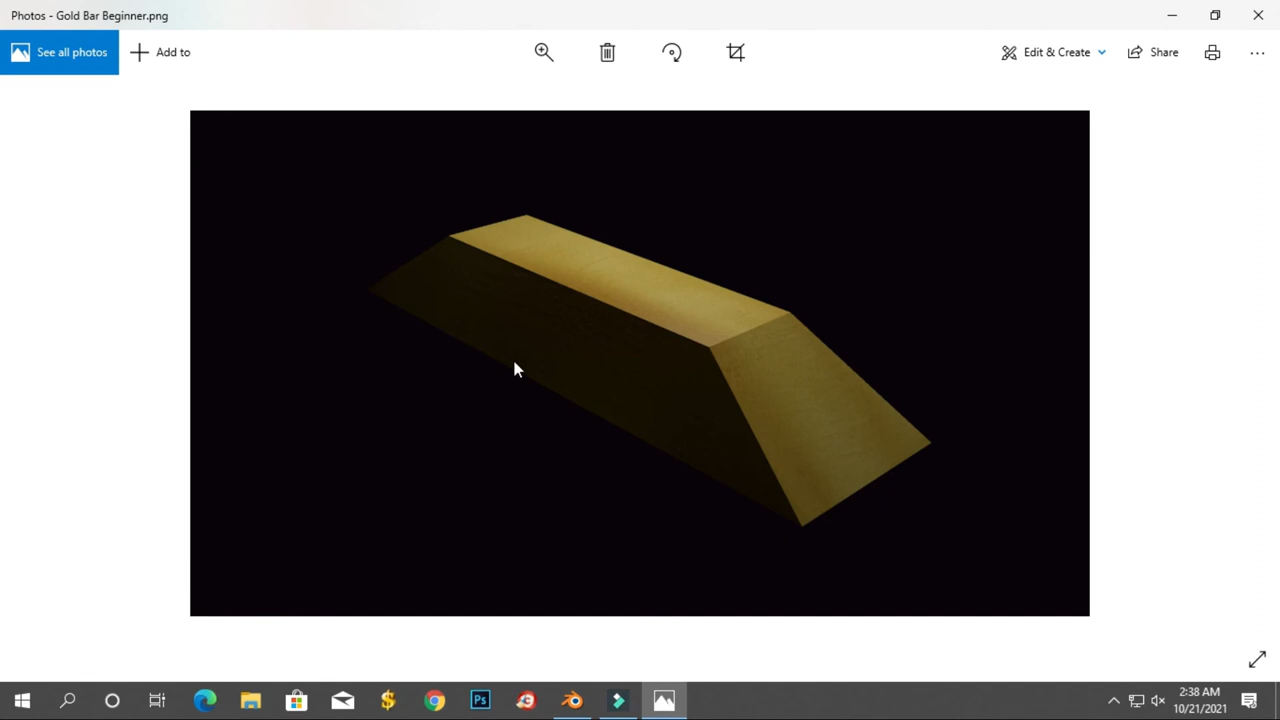 Photos - Gold Bar Beginner.png
See all photos
Add to
Edit & Create
Share
Ps
2:38 AM
10/21/2021